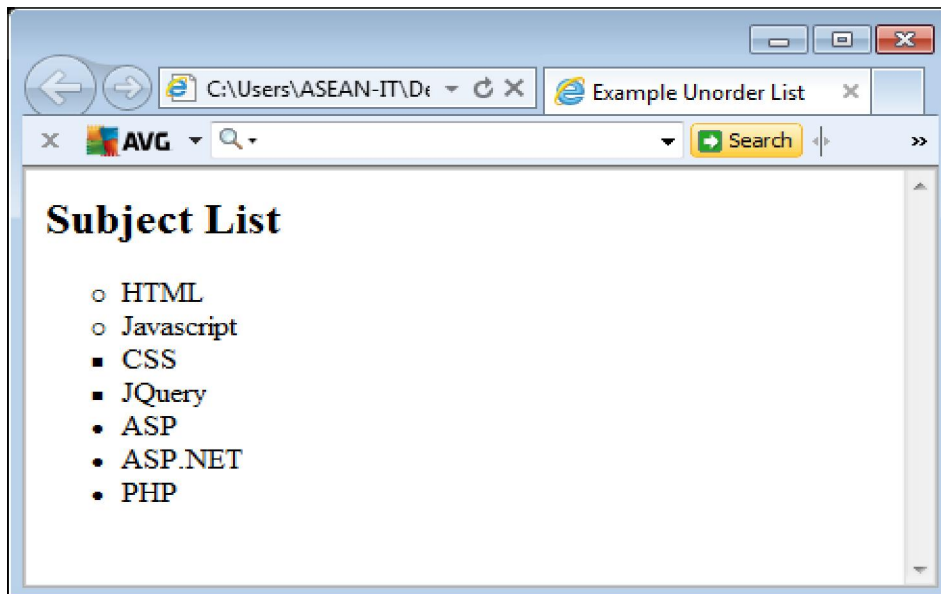 C:\Users\ASEAN-IT\De
Example Unorder List
AVG
Search
Subject List
HTML
Javascript
CSS
JQuery
ASP
ASP.NET
PHP